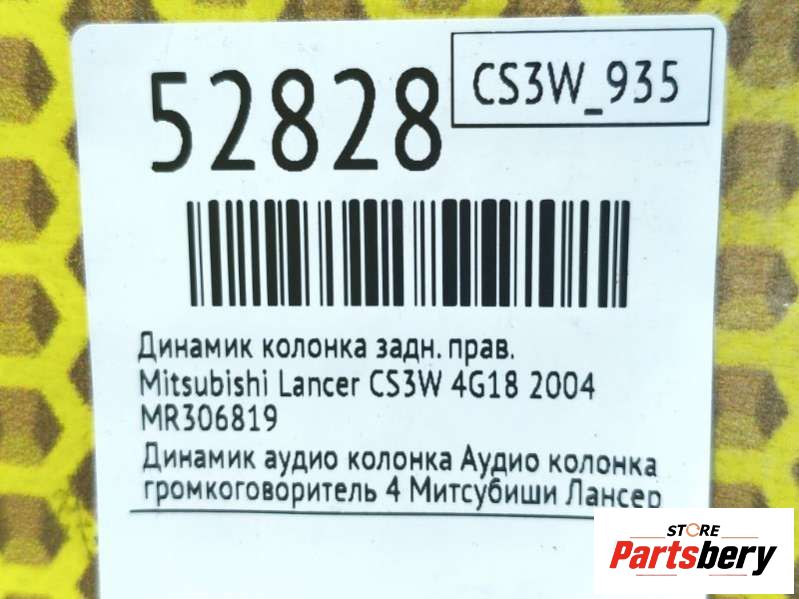 52828
CS3W_935
Динамик колонка задн. прав.
Mitsubishi Lancer CS3W 4G18 2004
MR306819
Динамик аудио колонка Аудио колонка
громкоговоритель 4 Митсубиши Лансер
STORE
Partsbery